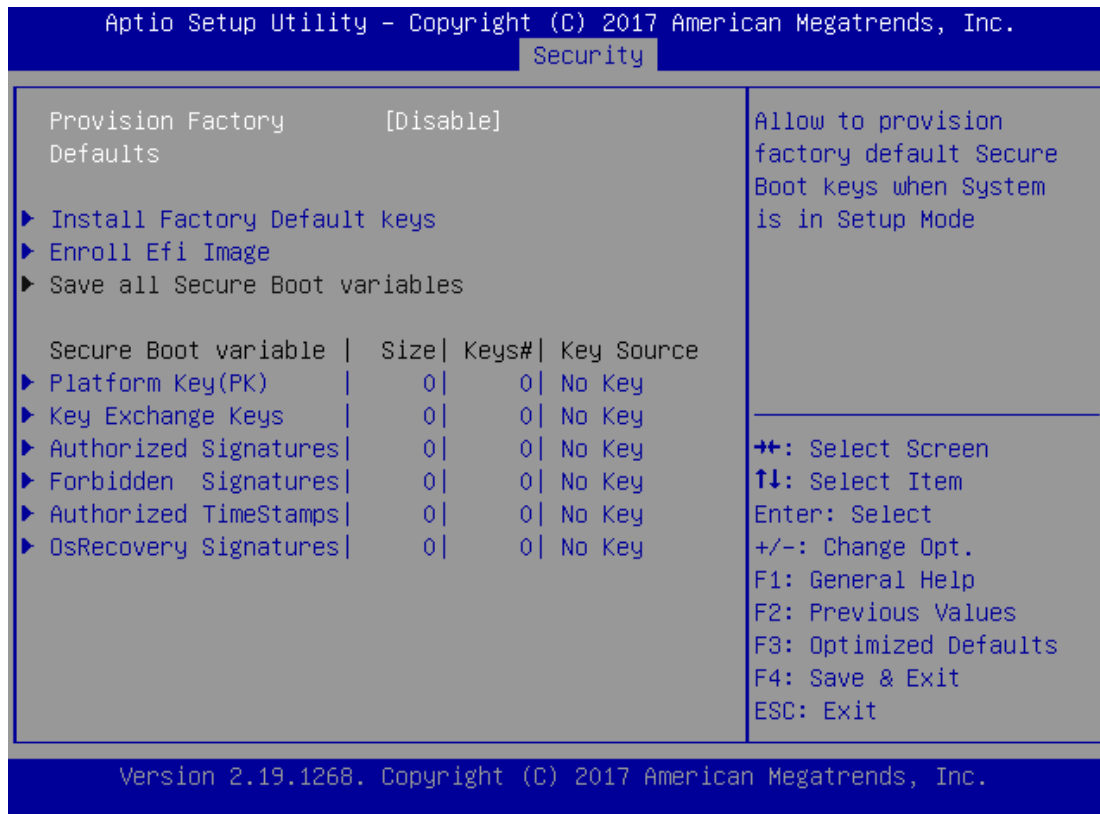 Aptio Setup Utility – Copyright (C) 2017 American Megatrends, Inc.
Security
Provision Factory [Disable]
Defaults
Install Factory Default keys
Enroll Efi Image
Save all Secure Boot variables
Secure Boot variable | Size| Keys#| Key Source
Platform Key(PK) | 0| 0| No Key
Key Exchange Keys | 0| 0| No Key
Authorized Signatures| 0| 0| No Key
Forbidden Signatures| 0| 0| No Key
Authorized TimeStamps| 0| 0| No Key
OsRecovery Signatures| 0| 0| No Key
Allow to provision
factory default Secure
Boot keys when System
is in Setup Mode
→←: Select Screen
↑↓: Select Item
Enter: Select
+/-: Change Opt.
F1: General Help
F2: Previous Values
F3: Optimized Defaults
F4: Save & Exit
ESC: Exit
Version 2.19.1268. Copyright (C) 2017 American Megatrends, Inc.